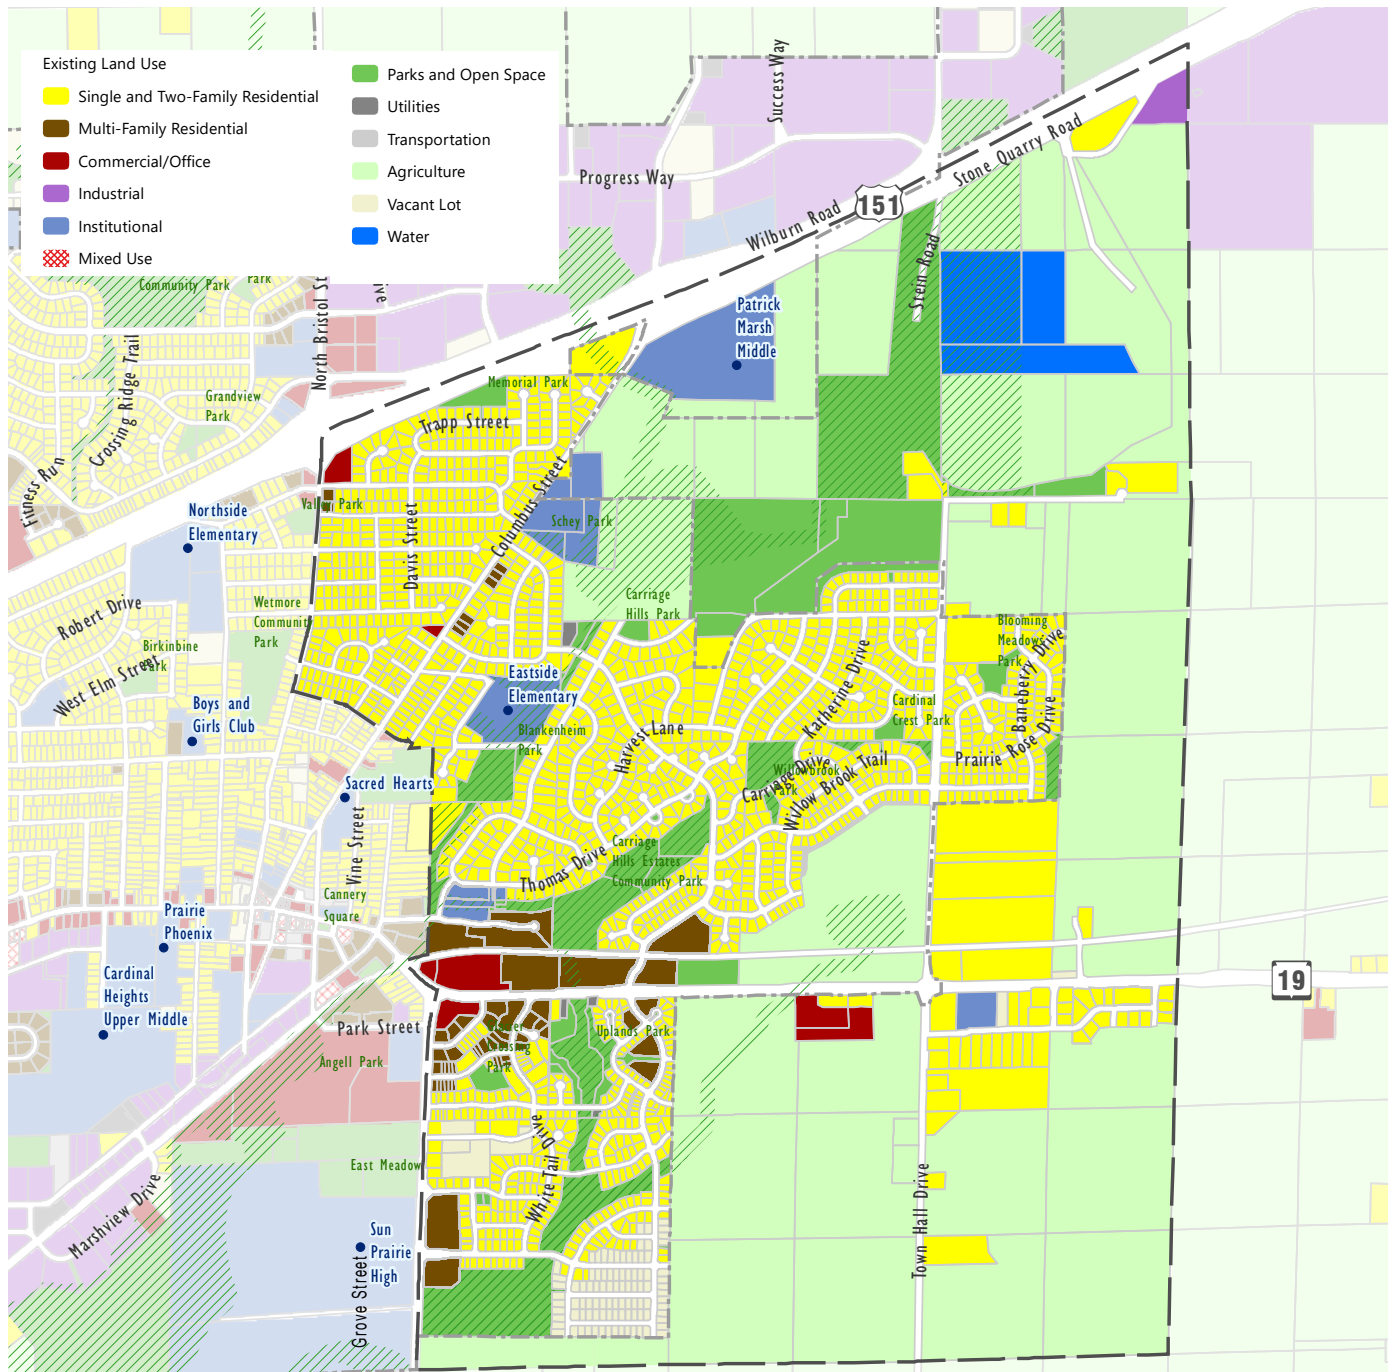 Existing Land Use
Single and Two-Family Residential
Multi-Family Residential
Commercial/Office
Industrial
Institutional
Mixed Use
Parks and Open Space
Utilities
Transportation
Agriculture
Vacant Lot
Water
Success Way
Progress Way
Stone Quarry Road
Wilburn Road
151
Stein Road
Community Park
Park
North Bristol St
Crossing Ridge Trail
Grandview
Park
Fitness Run
Patrick
Marsh
Middle
Memorial Park
Trapp Street
Valley Park
Northside
Elementary
Davis Street
Columbus Street
Schey Park
Robert Drive
Wetmore
Communit
Park
Carriage
Hills Park
Birkinbine
Park
West Elm Street
Boys and
Girls Club
Eastside
Elementary
Blankenheim
Park
Harvest Lane
Katherine Drive
Cardinal
Crest Park
Blooming
Meadows
Park
Baneberry Drive
Prairie Rose Drive
Carriage Drive
Willowbrook
Park
Willow Brook Trail
Sacred Hearts
Vine Street
Thomas Drive
Carriage
Hills Estates
Community Park
Cannery
Square
Prairie
Phoenix
Cardinal
Heights
Upper Middle
19
Park Street
Angell Park
Crossing
Park
Uplands Park
White Tail Drive
East Meadow
Marshview Drive
Sun
Prairie
High
Grove Street
Town Hall Drive